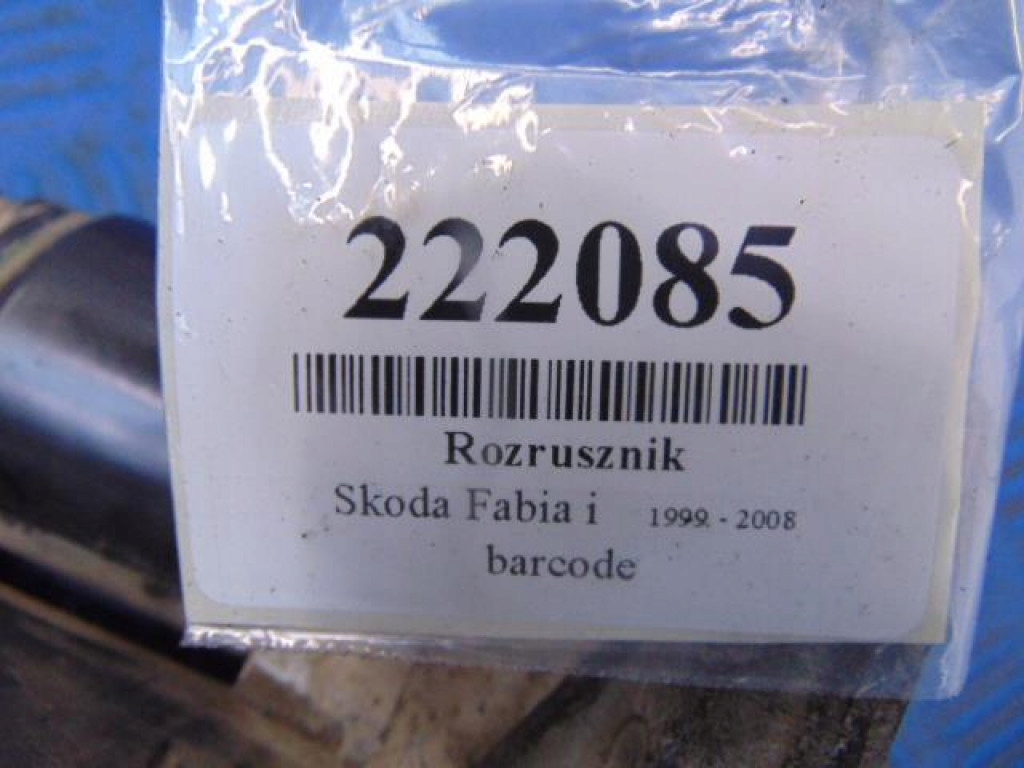 222085
Rozrusznik
Skoda Fabia i 1999. - 2008
barcode